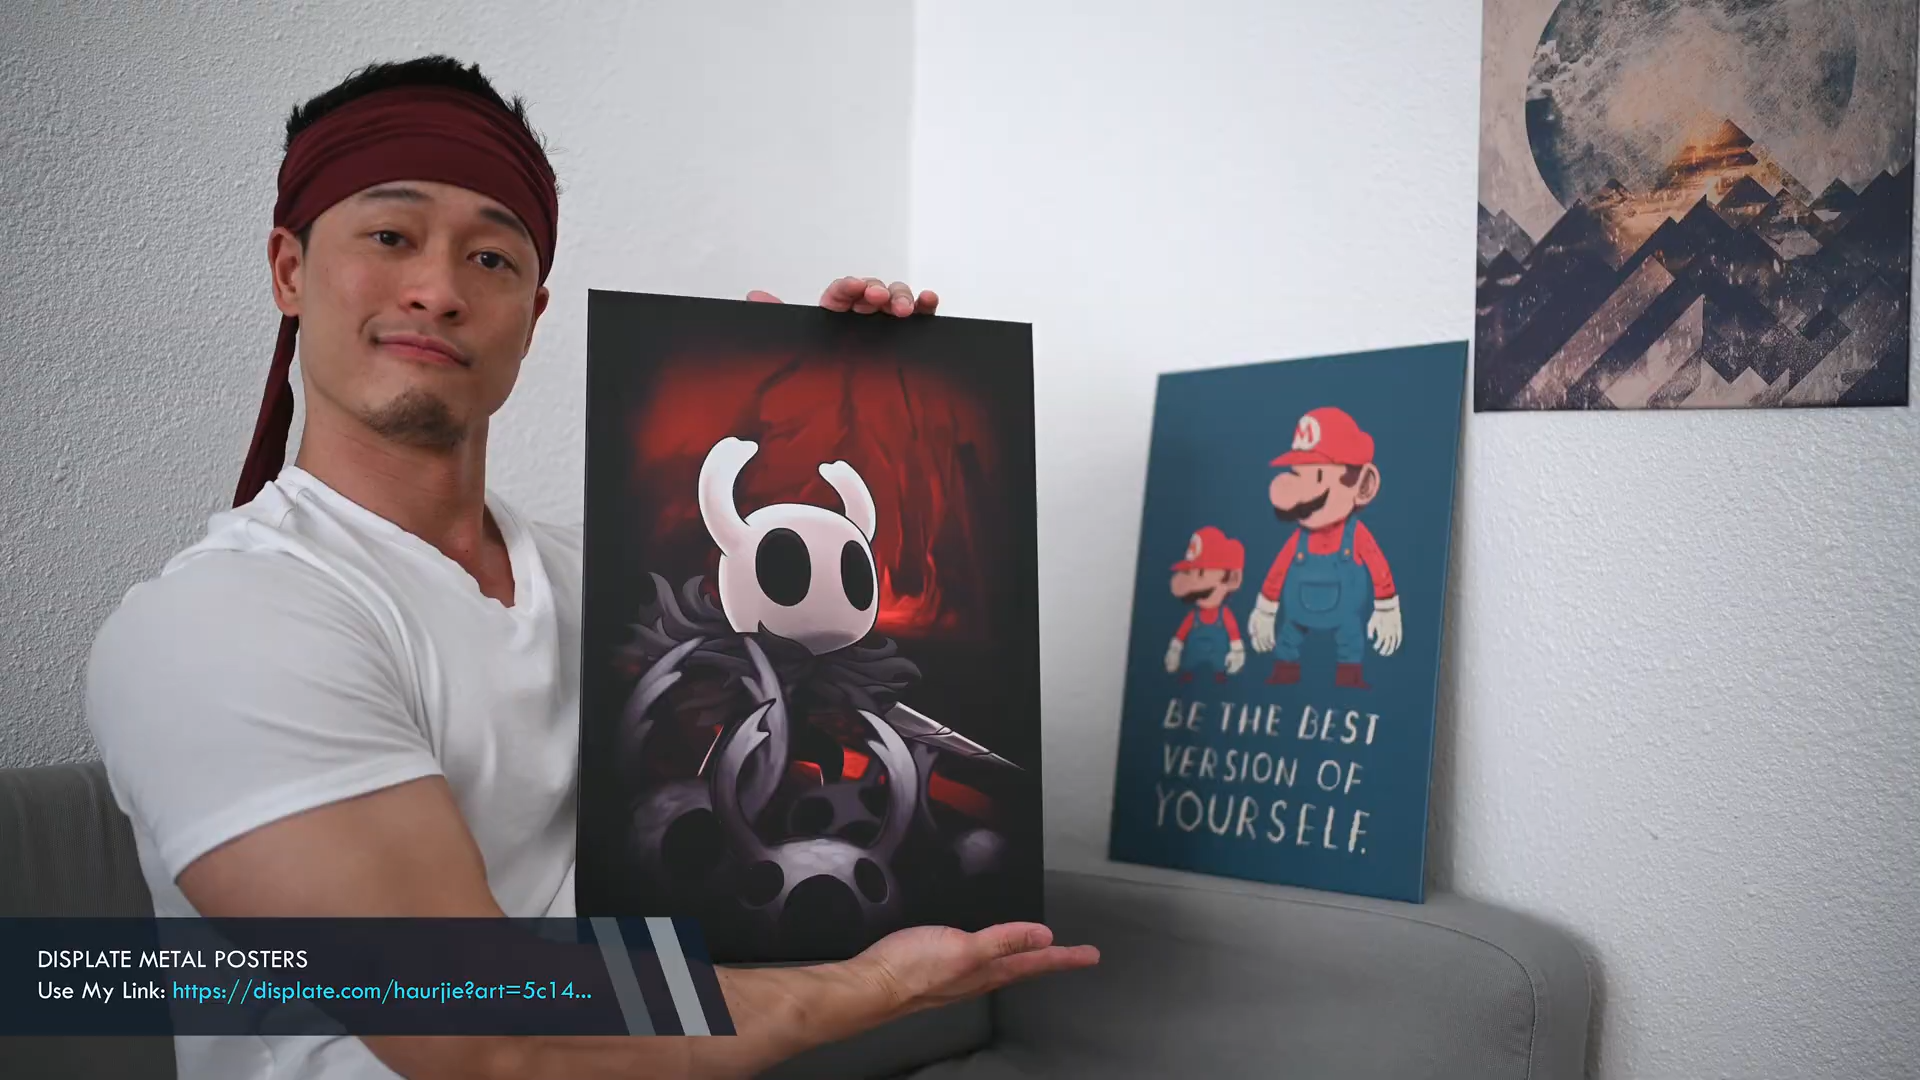 M
M
BE THE BEST
VERSION OF
YOURSELF.
DISPLATE METAL POSTERS
Use My Link: https://displate.com/haurjie?art=5c14...